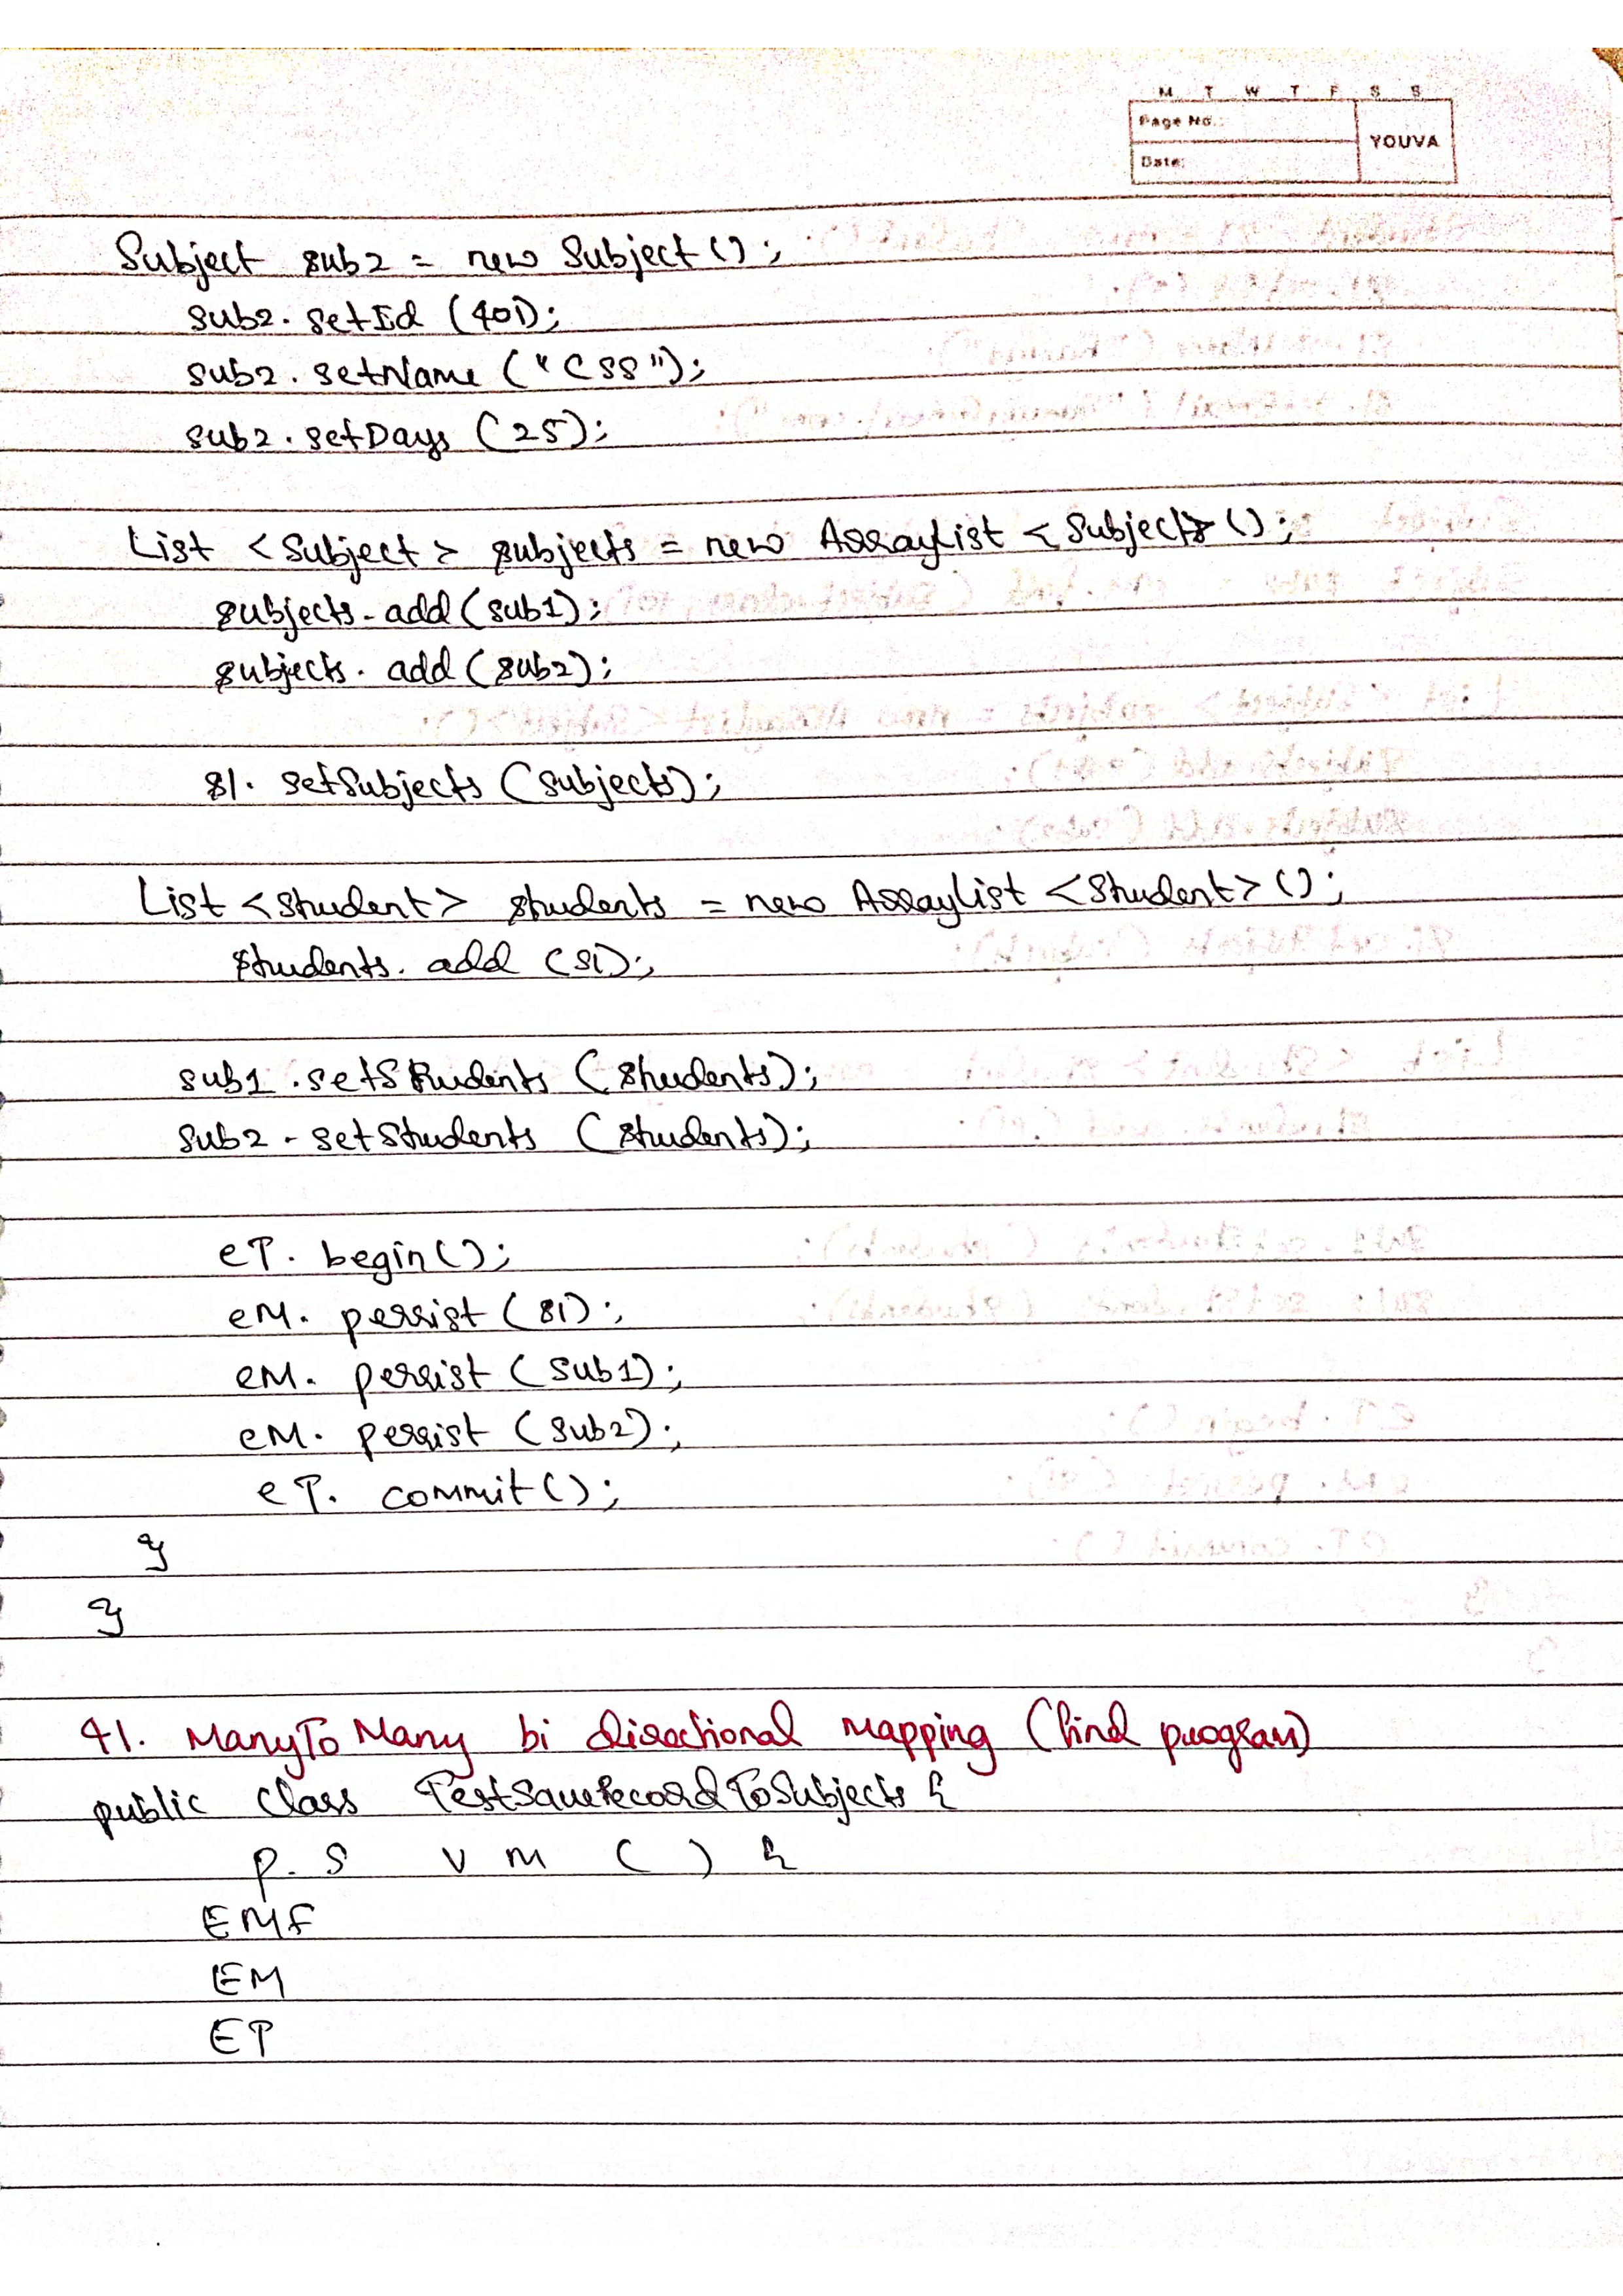 M T W T F S S
Page No.:
YOUVA
Date:
Subject sub2 = new Subject ();
sub2. setId (401);
sub2. setName ("CSS");
sub2. setDays (25);
List <Subject> subjects = new ArrayList <Subject> ();
subjects. add (sub1);
subjects. add (sub2);
s1. setSubjects (subjects);
List <Student> students = new ArrayList <Student> ();
students. add (s1);
sub1 .setStudents (students);
sub2 . setStudents (students);
eT. begin();
eM. persist (s1);
eM. persist (sub1);
eM. persist (sub2);
eT. commit();
}
}
41. ManyTo Many bi directional mapping (find program)
public class TestSaveRecordToSubjects {
p. s v m ( ) {
EMF
EM
ET